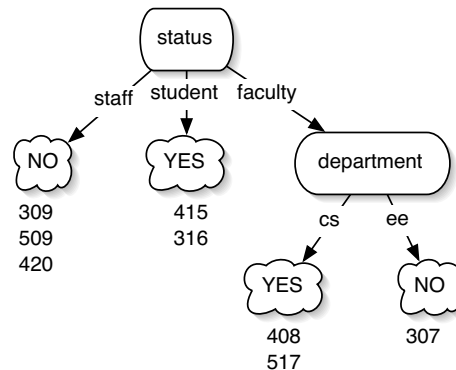 status
staff student faculty
NO
YES
department
309
509
420
415
316
cs ee
YES
NO
408
517
307